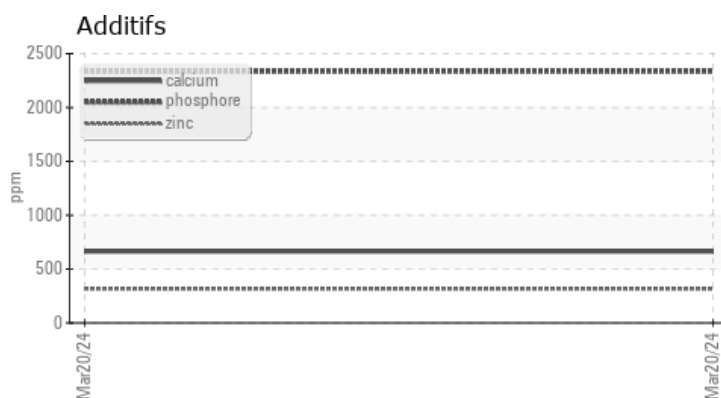 Additifs
2500
2000
1500
1000
500
0
ppm
calcium
phosphore
zinc
Mar20/24
Mar20/24